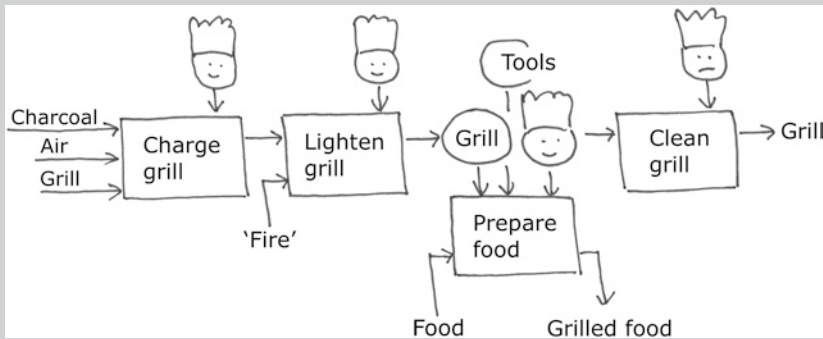 Tools
Charcoal
Air
Grill
Charge
grill
Lighten
grill
Grill
Clean
grill
Grill
'Fire'
Prepare
food
Food
Grilled food